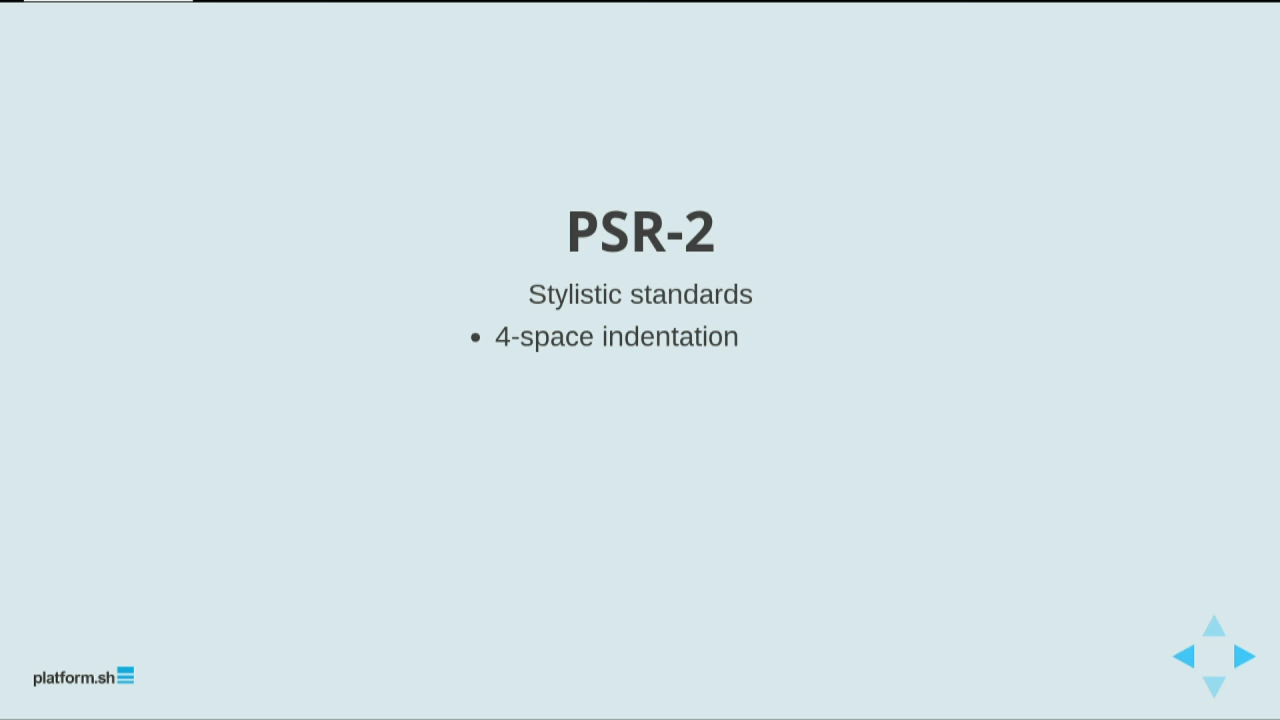 PSR-2
Stylistic standards
• 4-space indentation
platform.sh